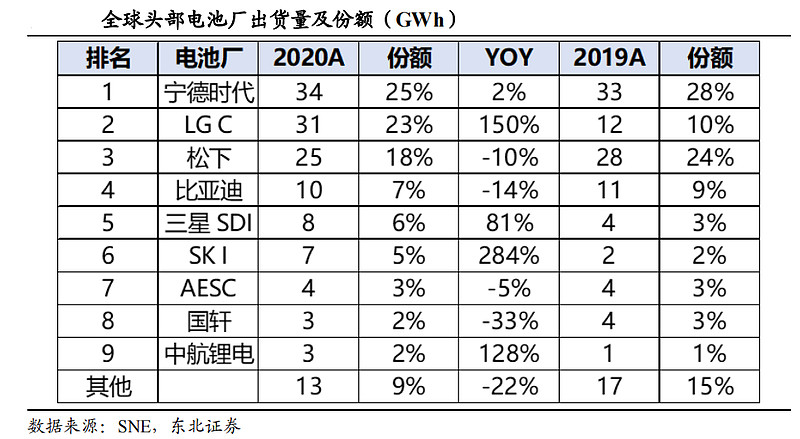 全球头部电池厂出货量及份额（GWh）
排名 电池厂 2020A 份额 YOY 2019A 份额
1 宁德时代 34 25% 2% 33 28%
2 LG C 31 23% 150% 12 10%
3 松下 25 18% -10% 28 24%
4 比亚迪 10 7% -14% 11 9%
5 三星 SDI 8 6% 81% 4 3%
6 SK I 7 5% 284% 2 2%
7 AESC 4 3% -5% 4 3%
8 国轩 3 2% -33% 4 3%
9 中航锂电 3 2% 128% 1 1%
其他 13 9% -22% 17 15%
数据来源：SNE，东北证券